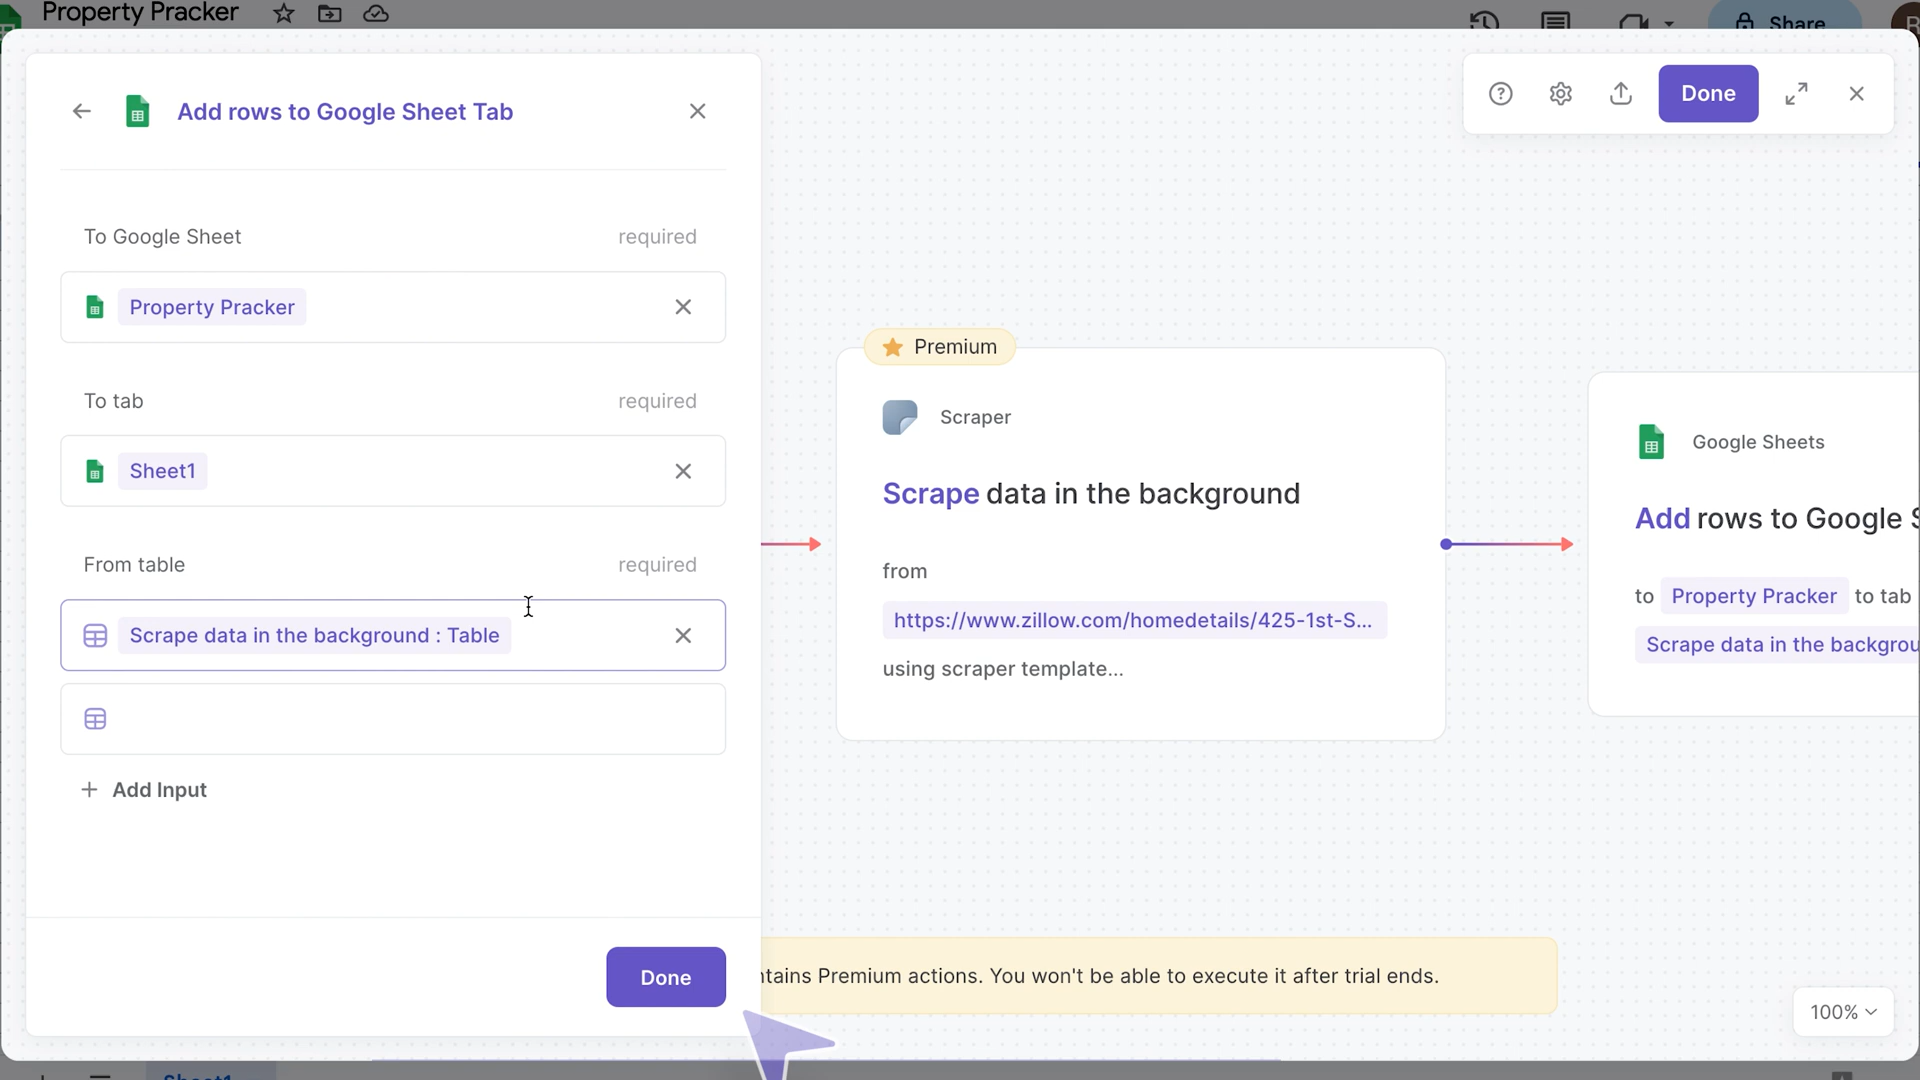 Property Pracker
Share
Add rows to Google Sheet Tab
To Google Sheet
required
Property Pracker
To tab
required
Sheet1
From table
required
Scrape data in the background : Table
Add Input
Done
Done
Premium
Scraper
Scrape data in the background
from
https://www.zillow.com/homedetails/425-1st-S...
using scraper template...
Google Sheets
Add rows to Google
to Property Pracker to tab
Scrape data in the
Premium actions. You won't be able to execute it after trial ends.
100%
Sheet1